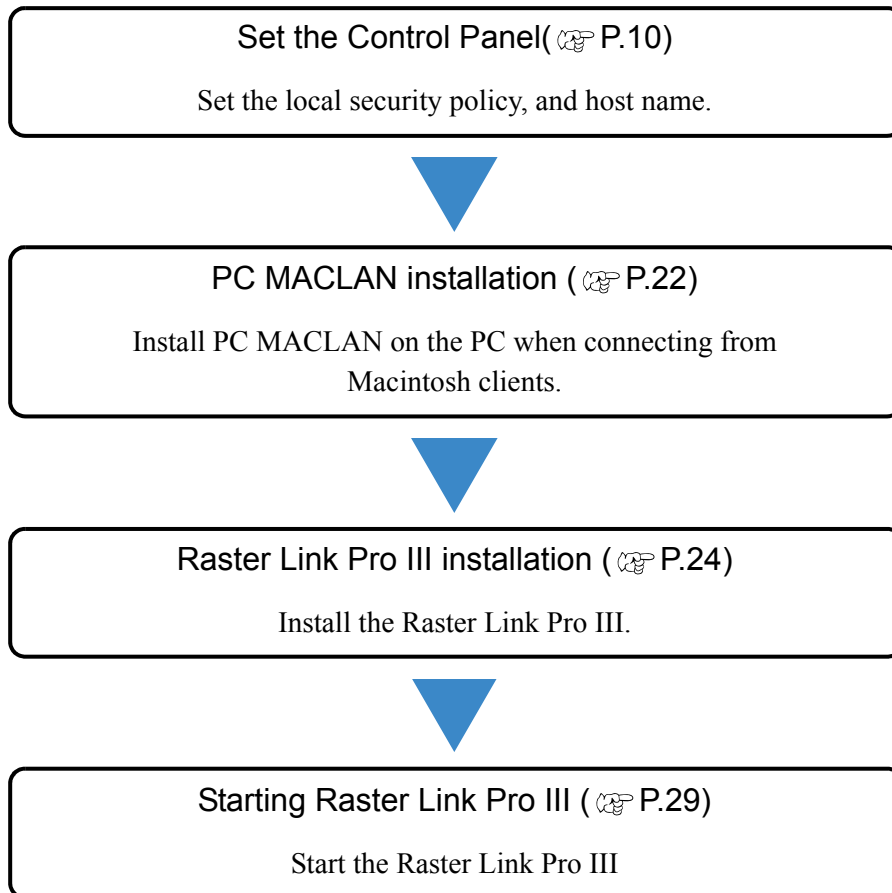 Set the Control Panel(☞ P.10)
Set the local security policy, and host name.
PC MACLAN installation (☞ P.22)
Install PC MACLAN on the PC when connecting from
Macintosh clients.
Raster Link Pro III installation (☞ P.24)
Install the Raster Link Pro III.
Starting Raster Link Pro III (☞ P.29)
Start the Raster Link Pro III